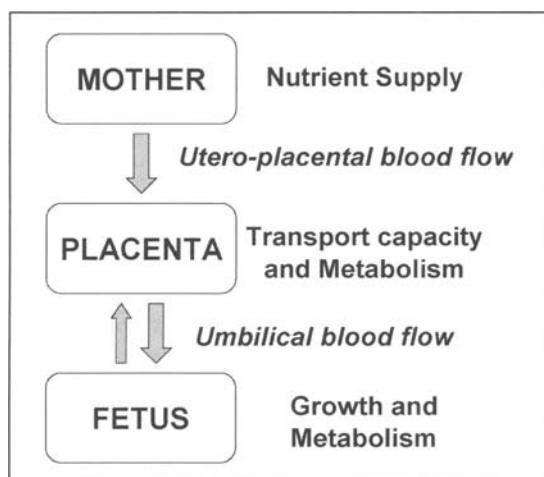 MOTHER
Nutrient Supply
Utero-placental blood flow
PLACENTA
Transport capacity
and Metabolism
Umbilical blood flow
FETUS
Growth and
Metabolism